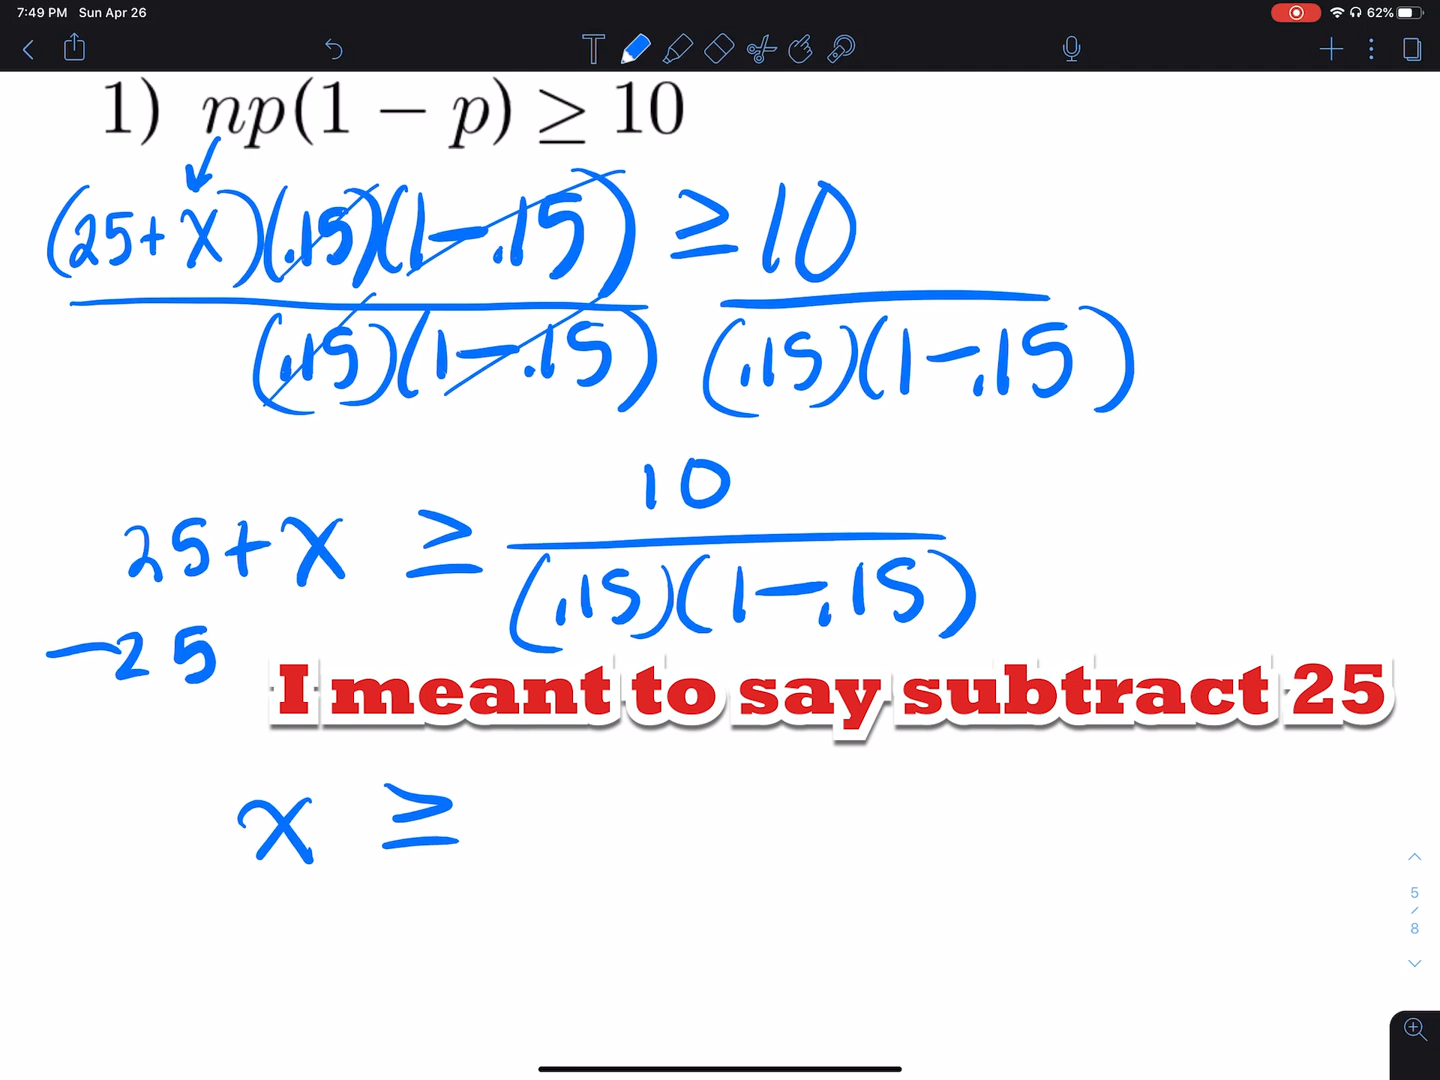 7:49 PM Sun Apr 26 62%
T
1) np(1 − p) ≥ 10
(25+x)(.15)(1−.15) ≥ 10
(.15)(1−.15) (.15)(1−.15)
10
25+x ≥
(.15)(1−.15)
−25
I meant to say subtract 25
x ≥
5
/
8